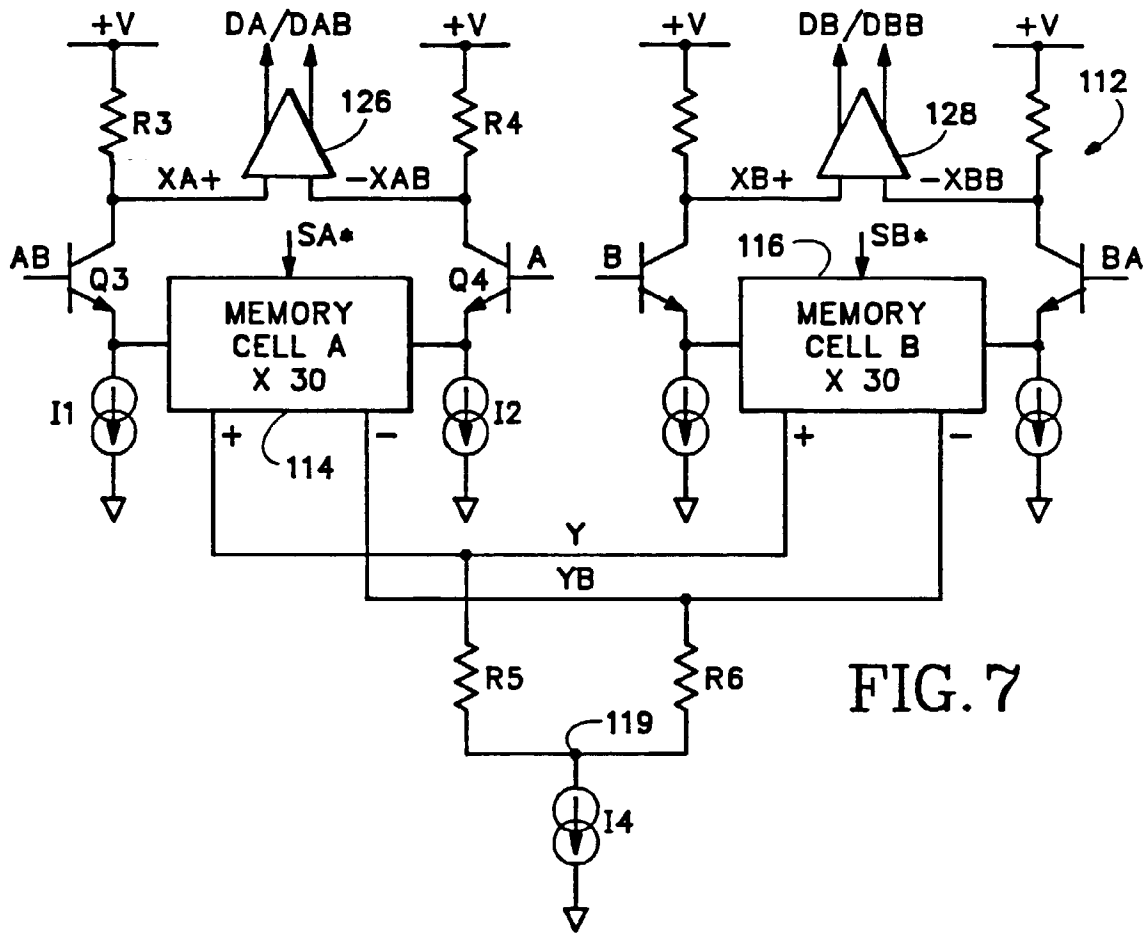 +V DA/DAB +V +V DB/DBB +V
126 128 112
R3 R4
XA+ -XAB XB+ -XBB
SA* 116 SB*
AB Q3 Q4 A B BA
MEMORY
CELL A
X 30
MEMORY
CELL B
X 30
I1 + - I2 + -
114
Y
YB
R5 R6
FIG. 7
119
I4